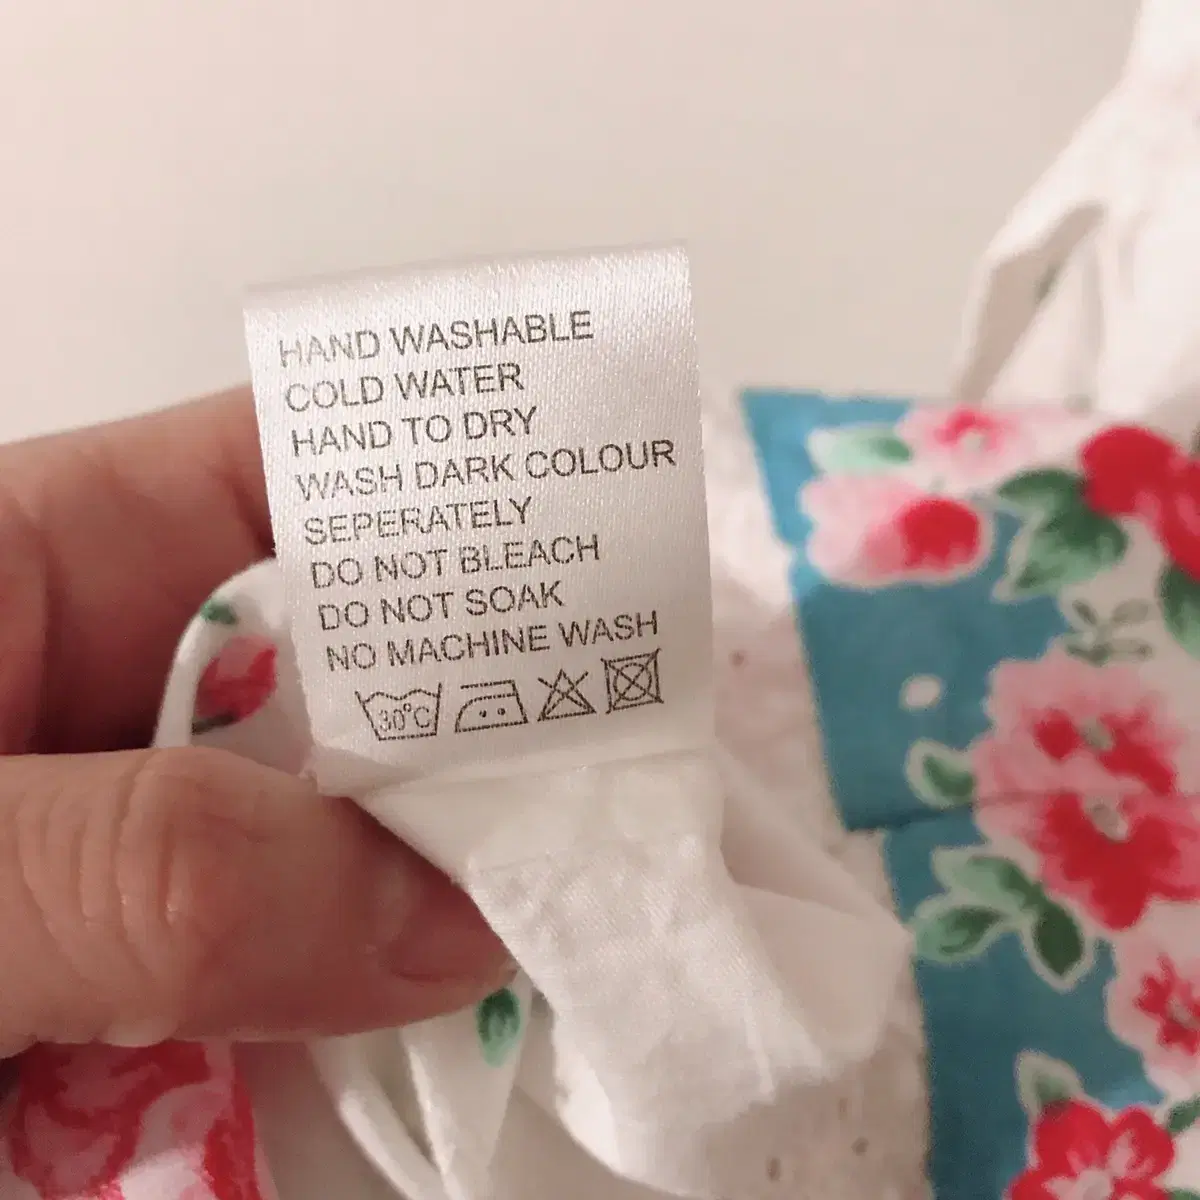 HAND WASHABLE
COLD WATER
HAND TO DRY
WASH DARK COLOUR
SEPERATELY
DO NOT BLEACH
DO NOT SOAK
NO MACHINE WASH
30°C